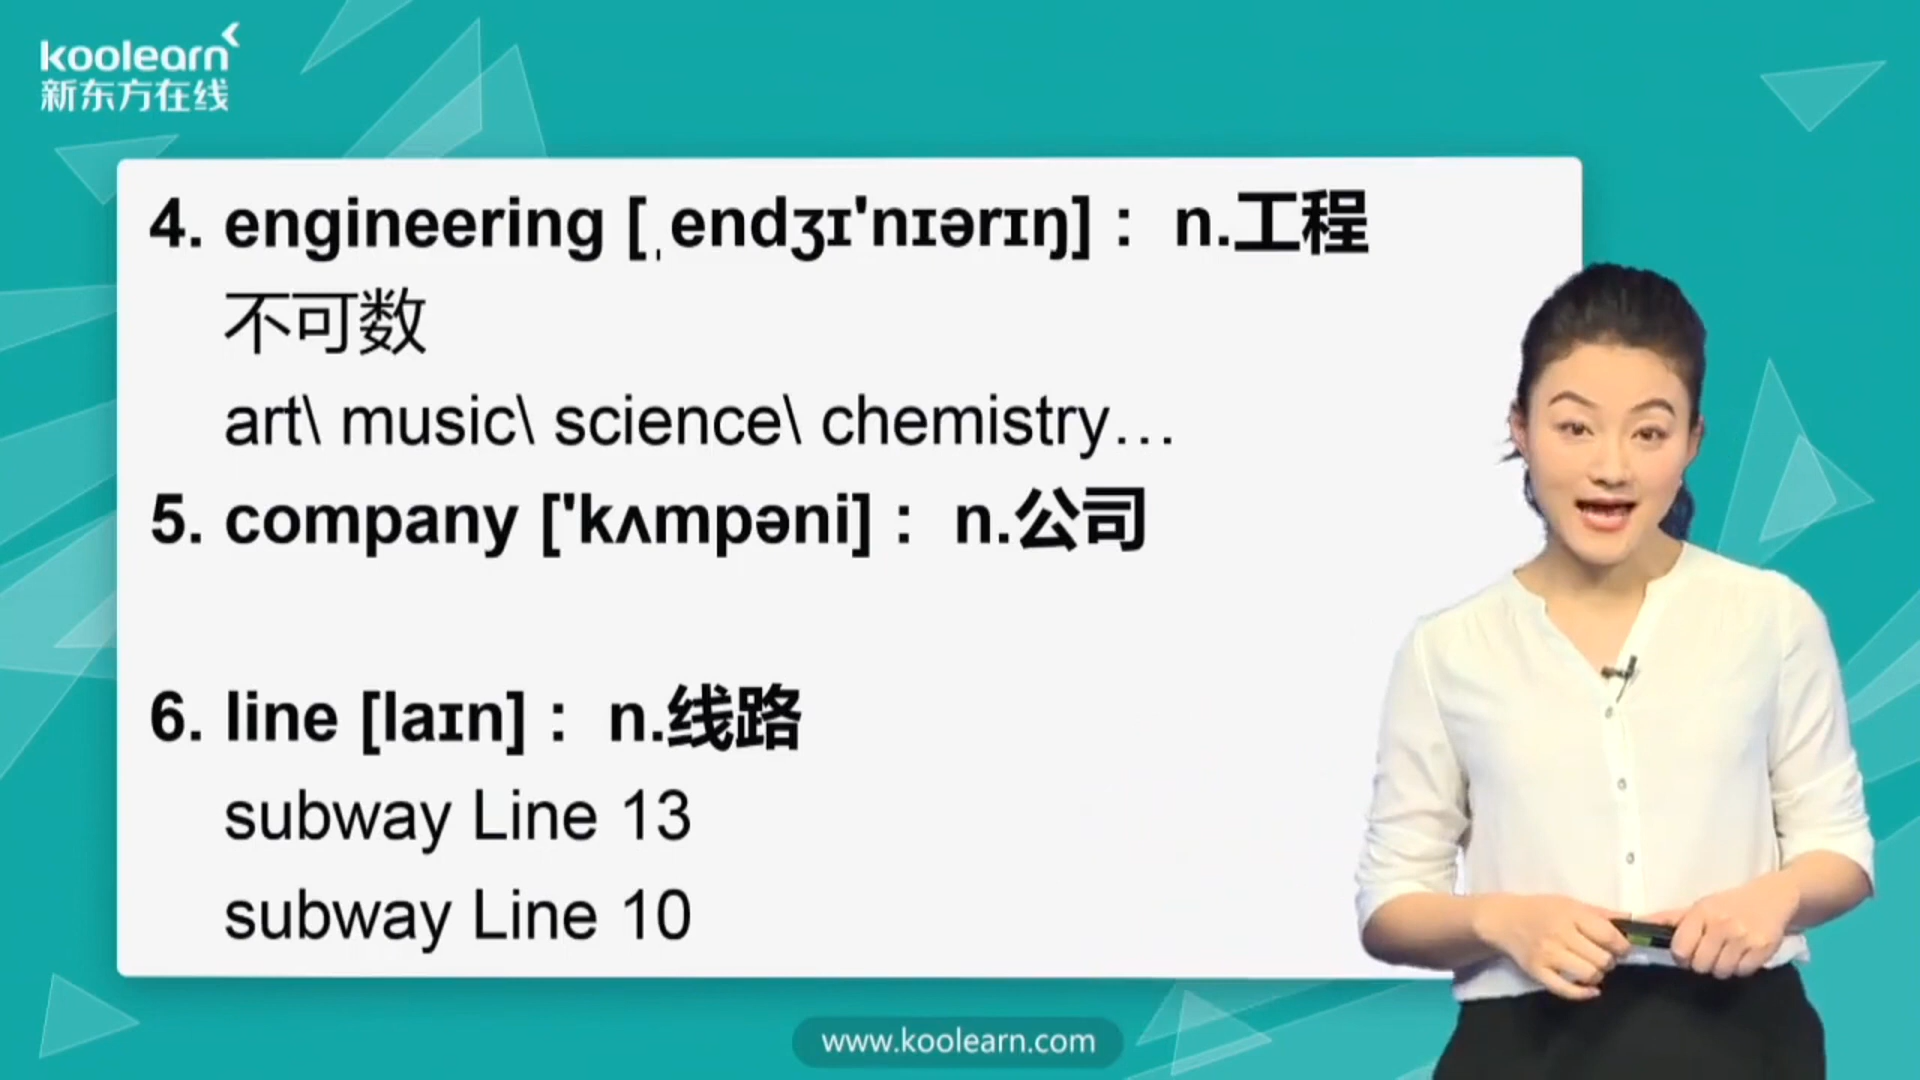 koolearn
新东方在线
4. engineering [ˌendʒɪ'nɪərɪŋ]： n.工程
不可数
art\ music\ science\ chemistry…
5. company ['kʌmpəni]： n.公司
6. line [laɪn]： n.线路
subway Line 13
subway Line 10
www.koolearn.com